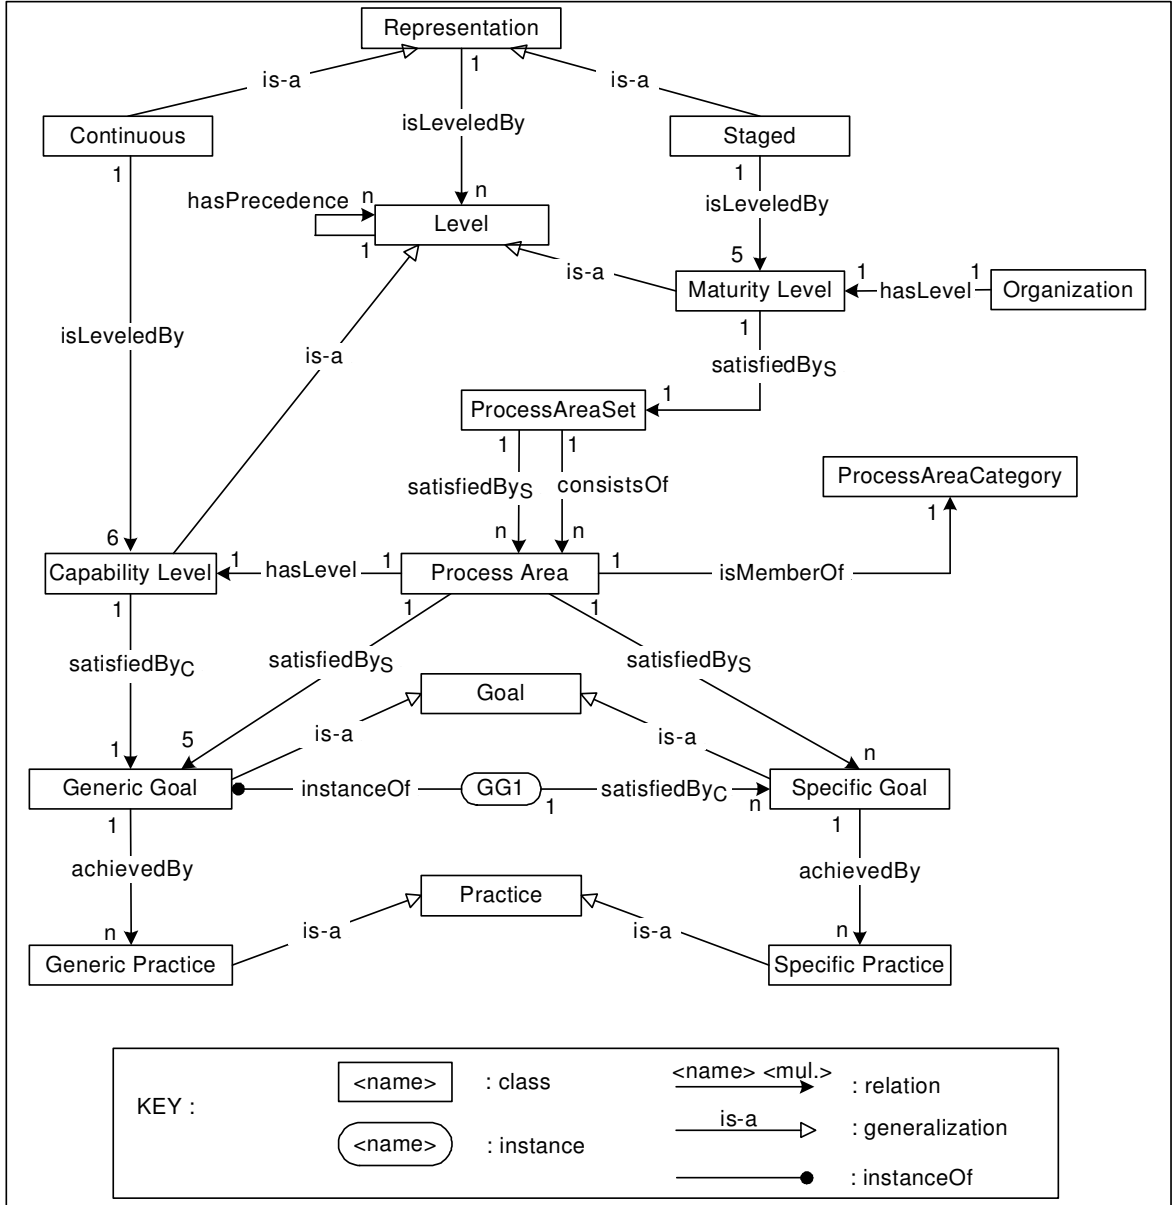 Representation
1
is-a
is-a
isLeveledBy
Continuous
Staged
1
1
hasPrecedence
n
n
isLeveledBy
Level
1
5
is-a
1
1
Maturity Level
hasLevel
Organization
1
isLeveledBy
is-a
satisfiedByS
1
ProcessAreaSet
1
1
satisfiedByS
consistsOf
ProcessAreaCategory
1
6
n
n
1
1
1
Capability Level
hasLevel
Process Area
isMemberOf
1
1
1
satisfiedByC
satisfiedByS
satisfiedByS
Goal
is-a
is-a
1
5
n
Generic Goal
instanceOf
GG1
satisfiedByC
Specific Goal
1
n
1
1
achievedBy
achievedBy
Practice
is-a
is-a
n
n
Generic Practice
Specific Practice
KEY :
<name>
: class
<name> <mul.>
: relation
is-a
: generalization
<name>
: instance
: instanceOf